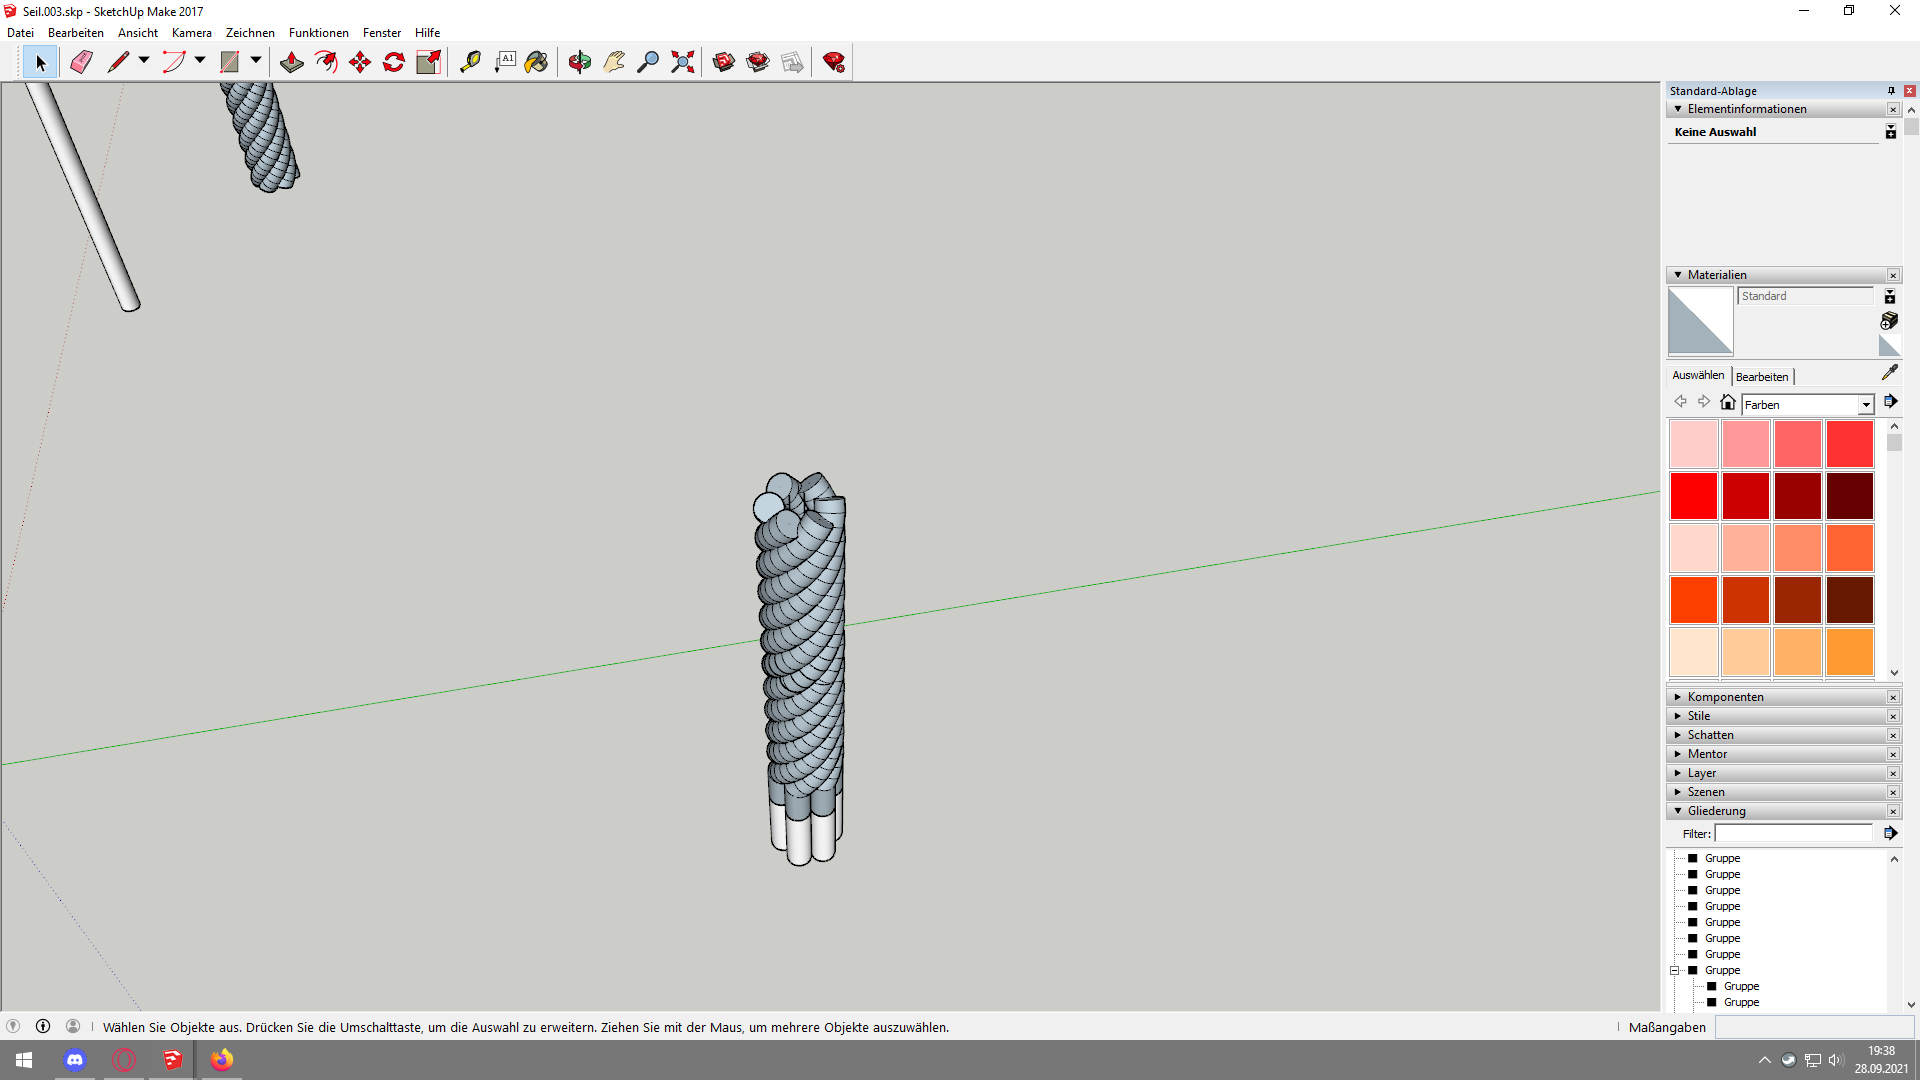 Seil.003.skp - SketchUp Make 2017
Datei Bearbeiten Ansicht Kamera Zeichnen Funktionen Fenster Hilfe
A1
Standard-Ablage
Elementinformationen
Keine Auswahl
Materialien
Standard
Auswählen Bearbeiten
Farben
Komponenten
Stile
Schatten
Mentor
Layer
Szenen
Gliederung
Filter:
Gruppe
Gruppe
Gruppe
Gruppe
Gruppe
Gruppe
Gruppe
Gruppe
Gruppe
Gruppe
Wählen Sie Objekte aus. Drücken Sie die Umschalttaste, um die Auswahl zu erweitern. Ziehen Sie mit der Maus, um mehrere Objekte auszuwählen.
Maßangaben
19:38
28.09.2021